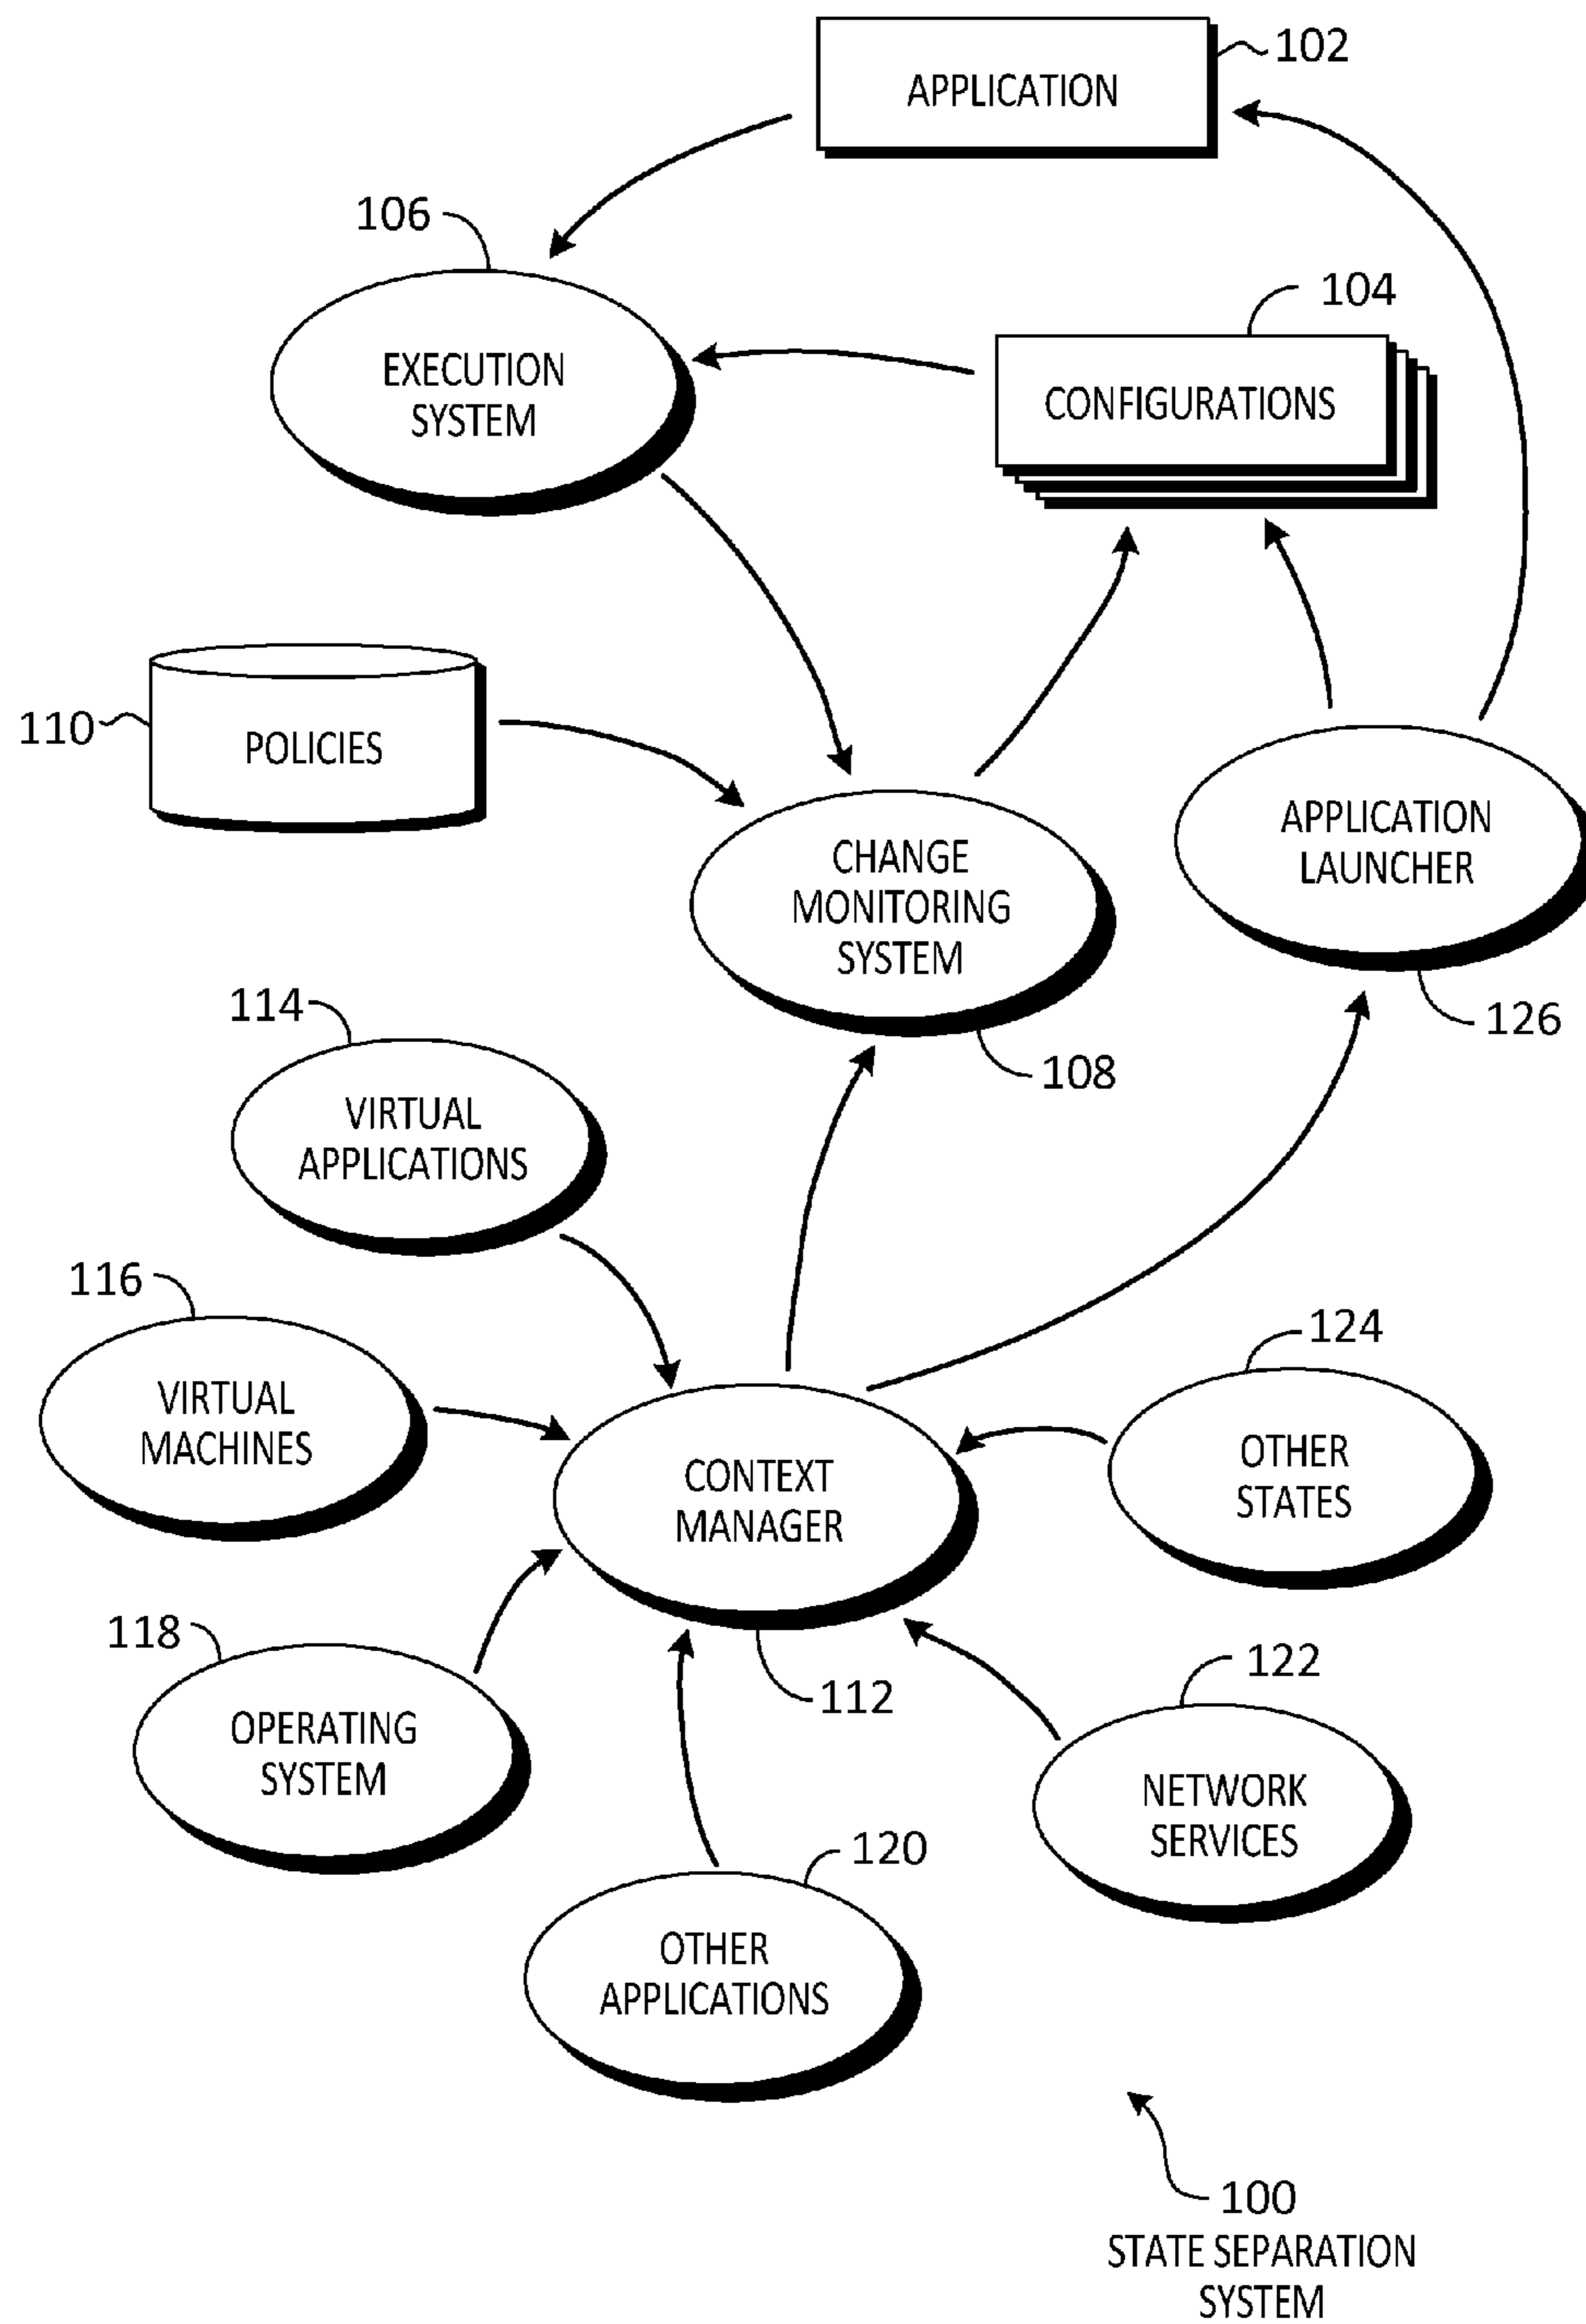 102
APPLICATION
106
104
EXECUTION
SYSTEM
CONFIGURATIONS
110
POLICIES
CHANGE
MONITORING
SYSTEM
APPLICATION
LAUNCHER
126
108
114
VIRTUAL
APPLICATIONS
116
VIRTUAL
MACHINES
124
OTHER
STATES
CONTEXT
MANAGER
112
118
OPERATING
SYSTEM
122
NETWORK
SERVICES
120
OTHER
APPLICATIONS
100
STATE SEPARATION
SYSTEM